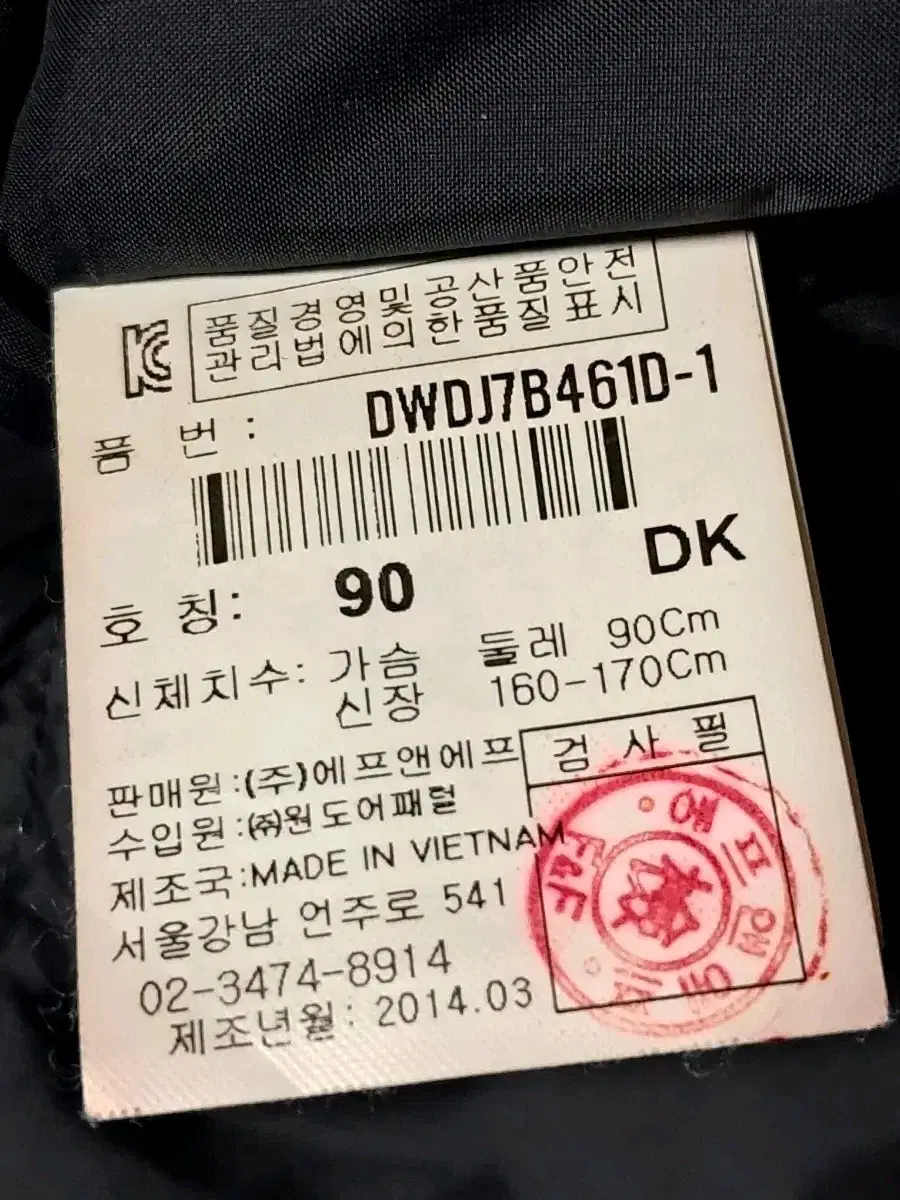 품질경영및공산품안전
관리법에의한품질표시
품 번 : DWDJ7B461D-1
DK
호 칭: 90
신체치수: 가슴 둘레 90Cm
신장 160-170Cm
검 사 필
판매원:(주)에프앤에프
수입원:㈜원도어패럴
제조국:MADE IN VIETNAM
서울강남 언주로 541
02-3474-8914
제조년월: 2014.03